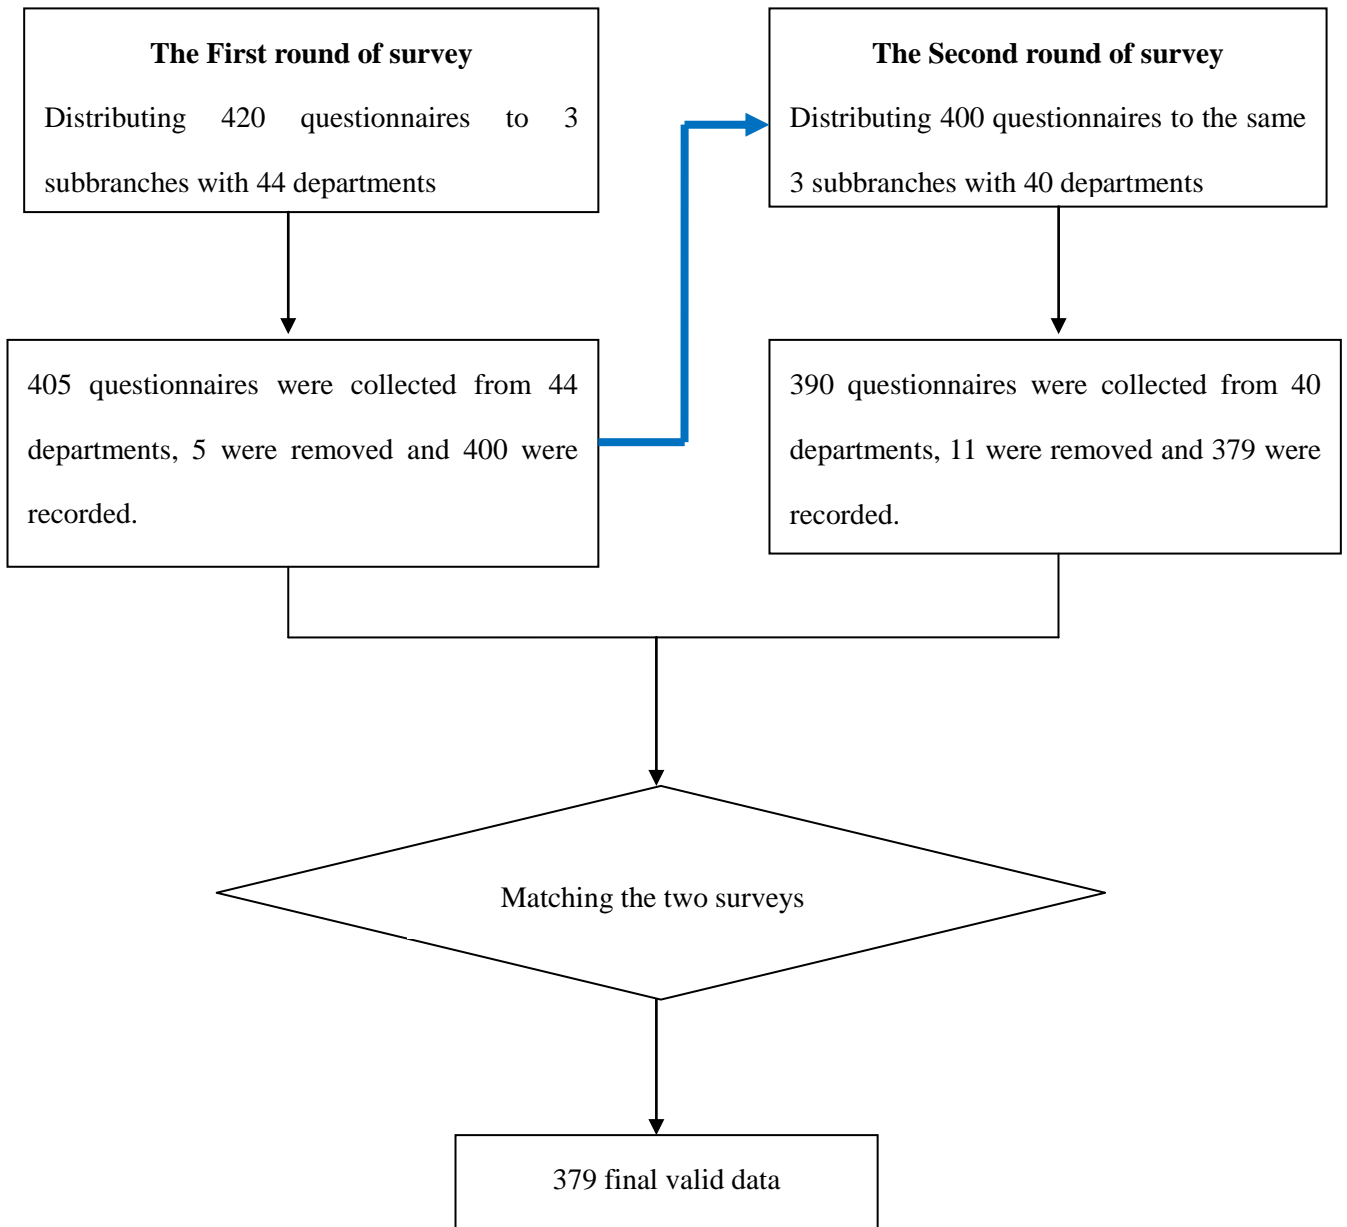 The First round of survey
Distributing 420 questionnaires to 3
subbranches with 44 departments
The Second round of survey
Distributing 400 questionnaires to the same
3 subbranches with 40 departments
405 questionnaires were collected from 44
departments, 5 were removed and 400 were
recorded.
390 questionnaires were collected from 40
departments, 11 were removed and 379 were
recorded.
Matching the two surveys
379 final valid data